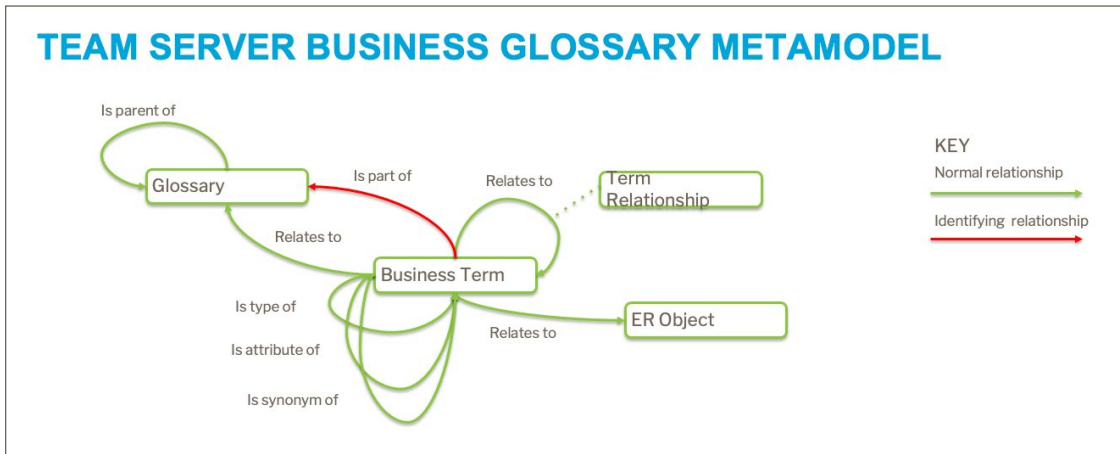 TEAM SERVER BUSINESS GLOSSARY METAMODEL
Is parent of
Glossary
Is part of
Relates to
Term
Relationship
KEY
Normal relationship
Identifying relationship
Relates to
Business Term
Is type of
Relates to
ER Object
Is attribute of
Is synonym of